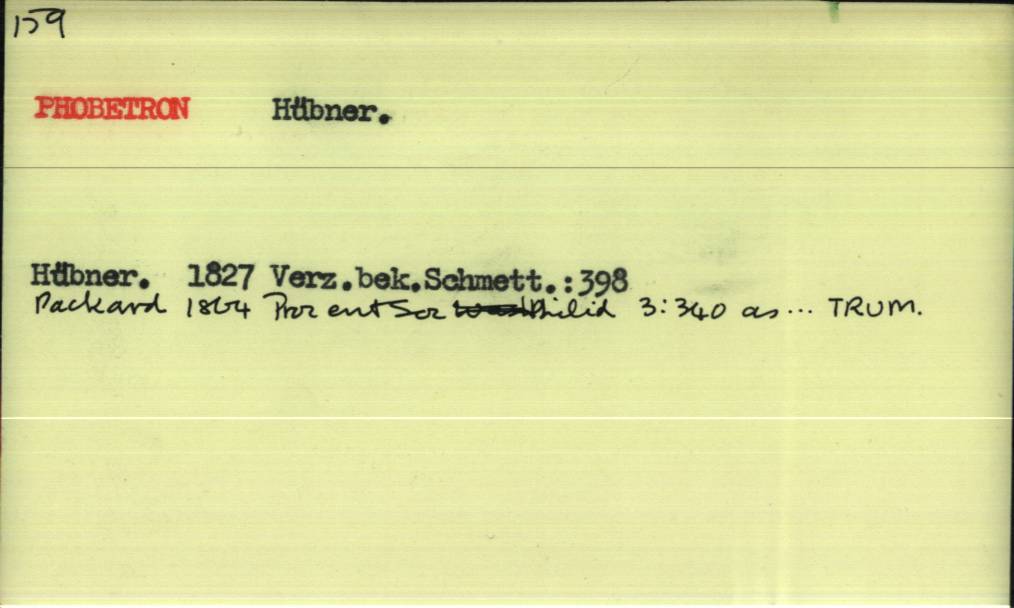 159
PHOBETRON Hübner.
Hübner. 1827 Verz.bek.Schmett.:398
Packard 1864 Proc ent Soc Philid 3:340 as... TRUM.